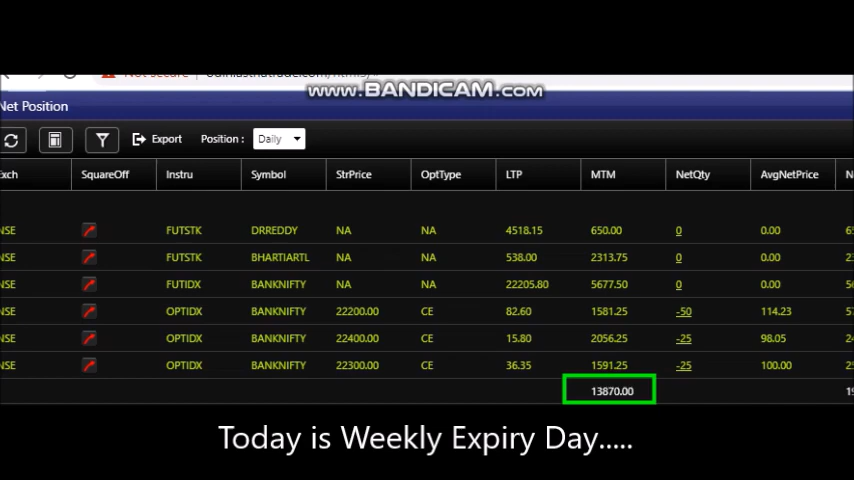 www.BANDICAM.com
Net Position
Export Position : Daily
Exch SquareOff Instru Symbol StrPrice OptType LTP MTM NetQty AvgNetPrice
NSE FUTSTK DRREDDY NA NA 4518.15 650.00 0 0.00
NSE FUTSTK BHARTIARTL NA NA 538.00 2313.75 0 0.00
NSE FUTIDX BANKNIFTY NA NA 22205.80 5677.50 0 0.00
NSE OPTIDX BANKNIFTY 22200.00 CE 82.60 1581.25 -50 114.23
NSE OPTIDX BANKNIFTY 22400.00 CE 15.80 2056.25 -25 98.05
NSE OPTIDX BANKNIFTY 22300.00 CE 36.35 1591.25 -25 100.00
13870.00
Today is Weekly Expiry Day.....